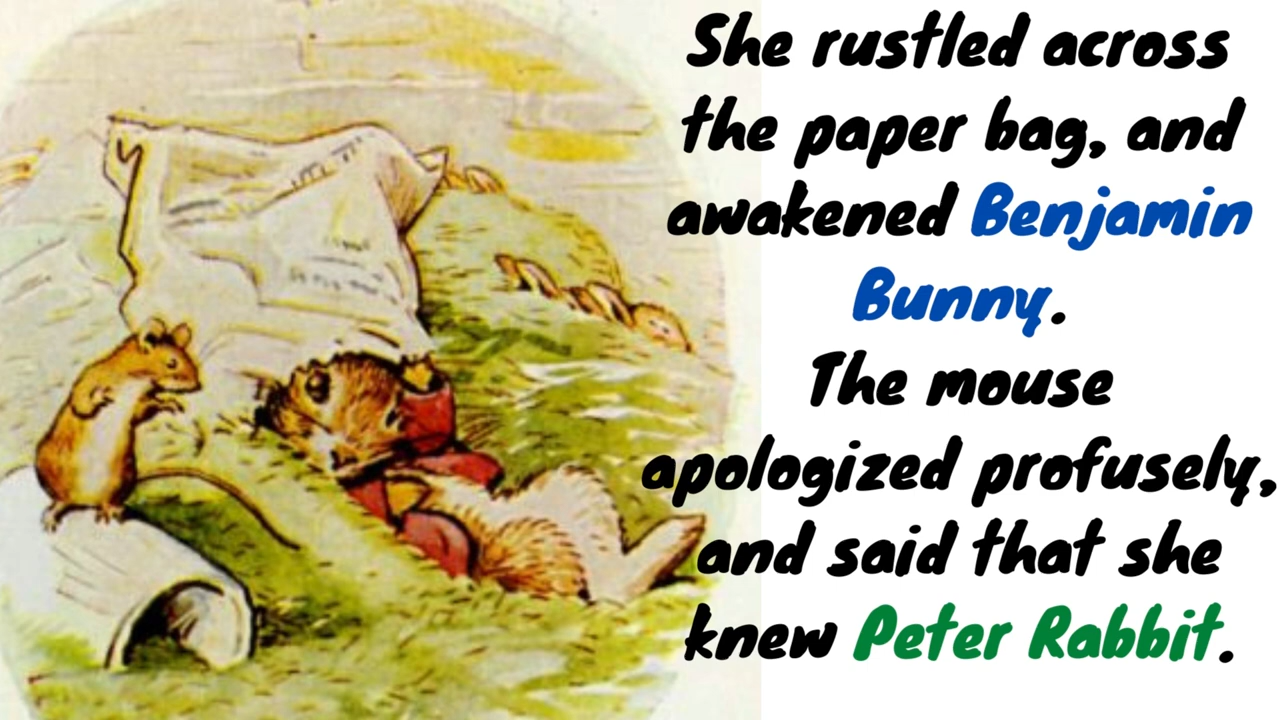 She rustled across
the paper bag, and
awakened Benjamin
Bunny.
The mouse
apologized profusely,
and said that she
knew Peter Rabbit.